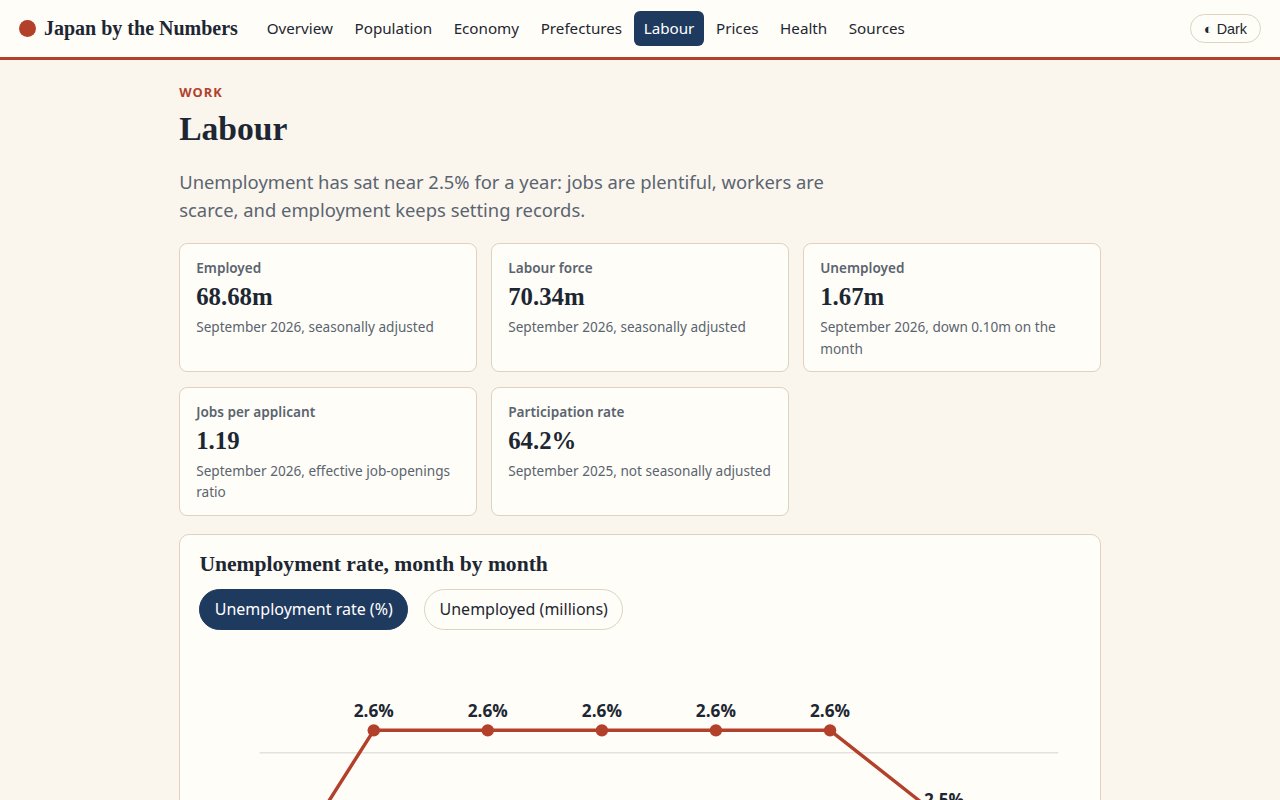 Japan by the Numbers
Overview
Population
Economy
Prefectures
Labour
Prices
Health
Sources
Dark
WORK
Labour
Unemployment has sat near 2.5% for a year: jobs are plentiful, workers are
scarce, and employment keeps setting records.
Employed
68.68m
September 2026, seasonally adjusted
Labour force
70.34m
September 2026, seasonally adjusted
Unemployed
1.67m
September 2026, down 0.10m on the
month
Jobs per applicant
1.19
September 2026, effective job-openings
ratio
Participation rate
64.2%
September 2025, not seasonally adjusted
Unemployment rate, month by month
Unemployment rate (%)
Unemployed (millions)
2.6%
2.6%
2.6%
2.6%
2.6%
2.5%